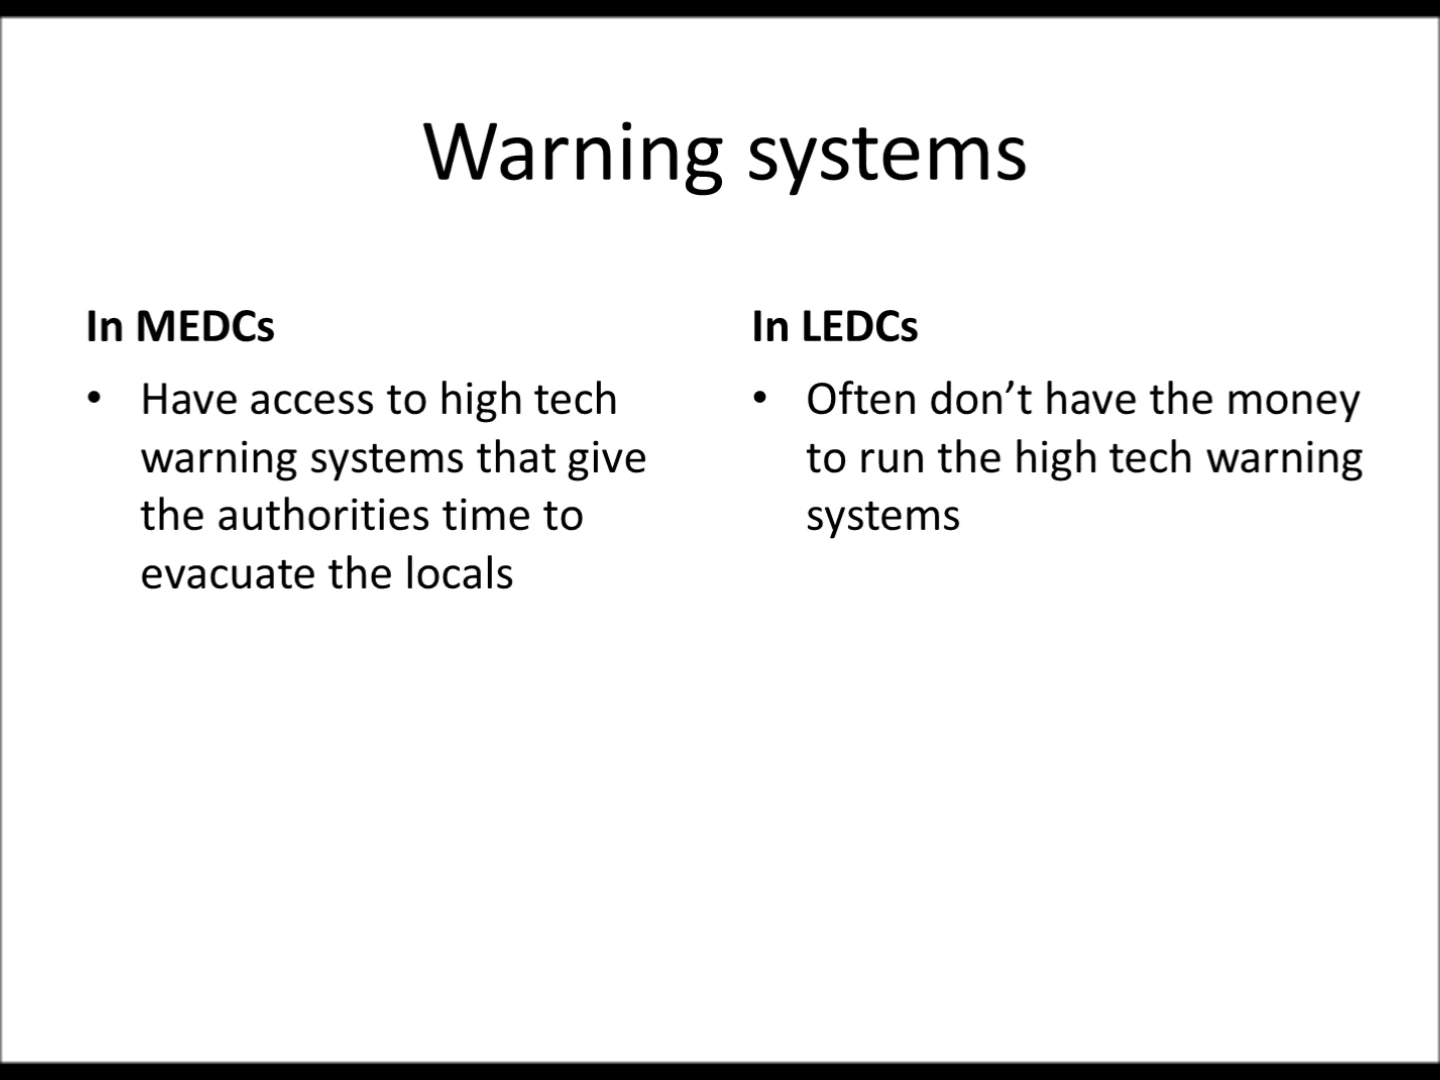 Warning systems
In MEDCs
• Have access to high tech
warning systems that give
the authorities time to
evacuate the locals
In LEDCs
• Often don’t have the money
to run the high tech warning
systems